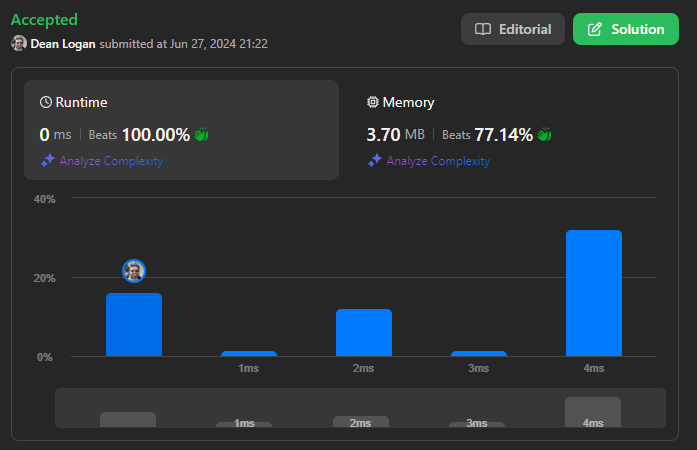 Accepted
Editorial
Solution
Dean Logan submitted at Jun 27, 2024 21:22
Runtime
Memory
0 ms | Beats 100.00%
3.70 MB | Beats 77.14%
Analyze Complexity
Analyze Complexity
40%
20%
0%
1ms
2ms
3ms
4ms
1ms
2ms
3ms
4ms